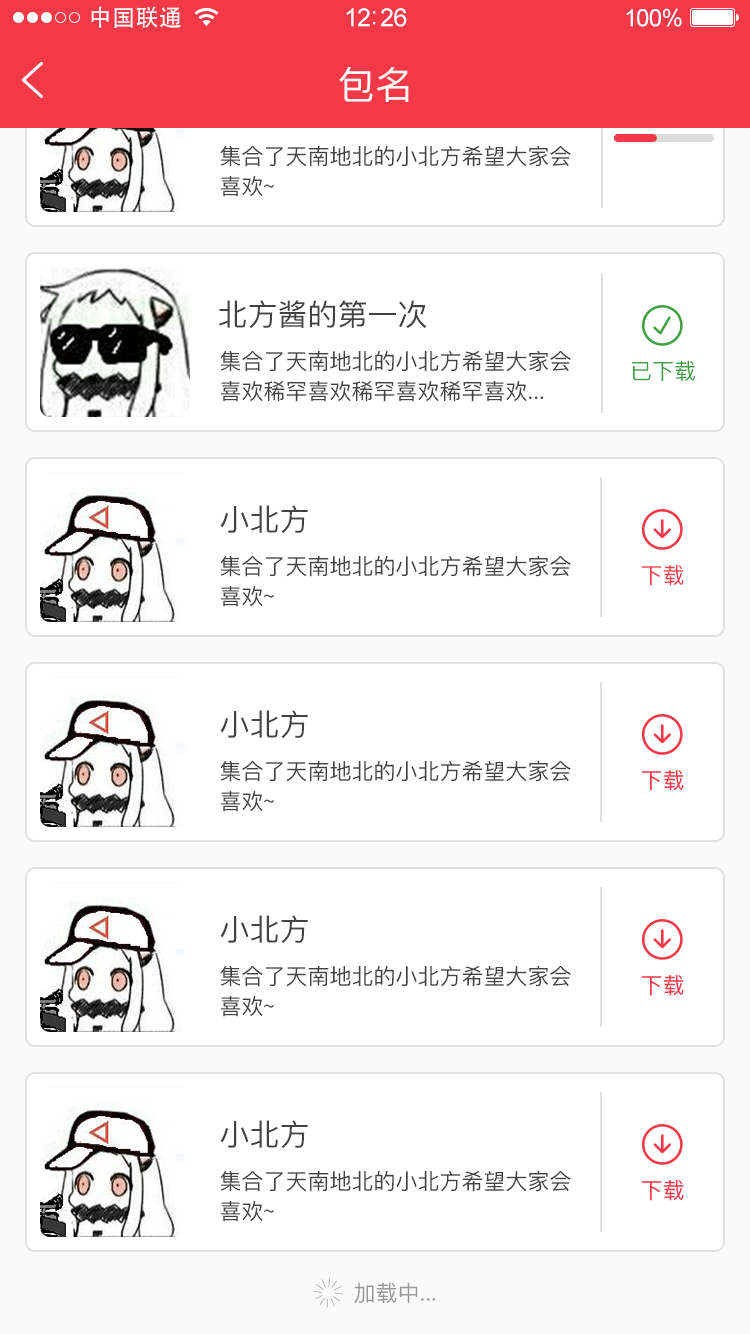 中国联通 12:26 100%
包名
集合了天南地北的小北方希望大家会
喜欢~
北方酱的第一次
集合了天南地北的小北方希望大家会
喜欢稀罕喜欢稀罕喜欢稀罕喜欢...
已下载
小北方
集合了天南地北的小北方希望大家会
喜欢~
下载
小北方
集合了天南地北的小北方希望大家会
喜欢~
下载
小北方
集合了天南地北的小北方希望大家会
喜欢~
下载
小北方
集合了天南地北的小北方希望大家会
喜欢~
下载
加载中...